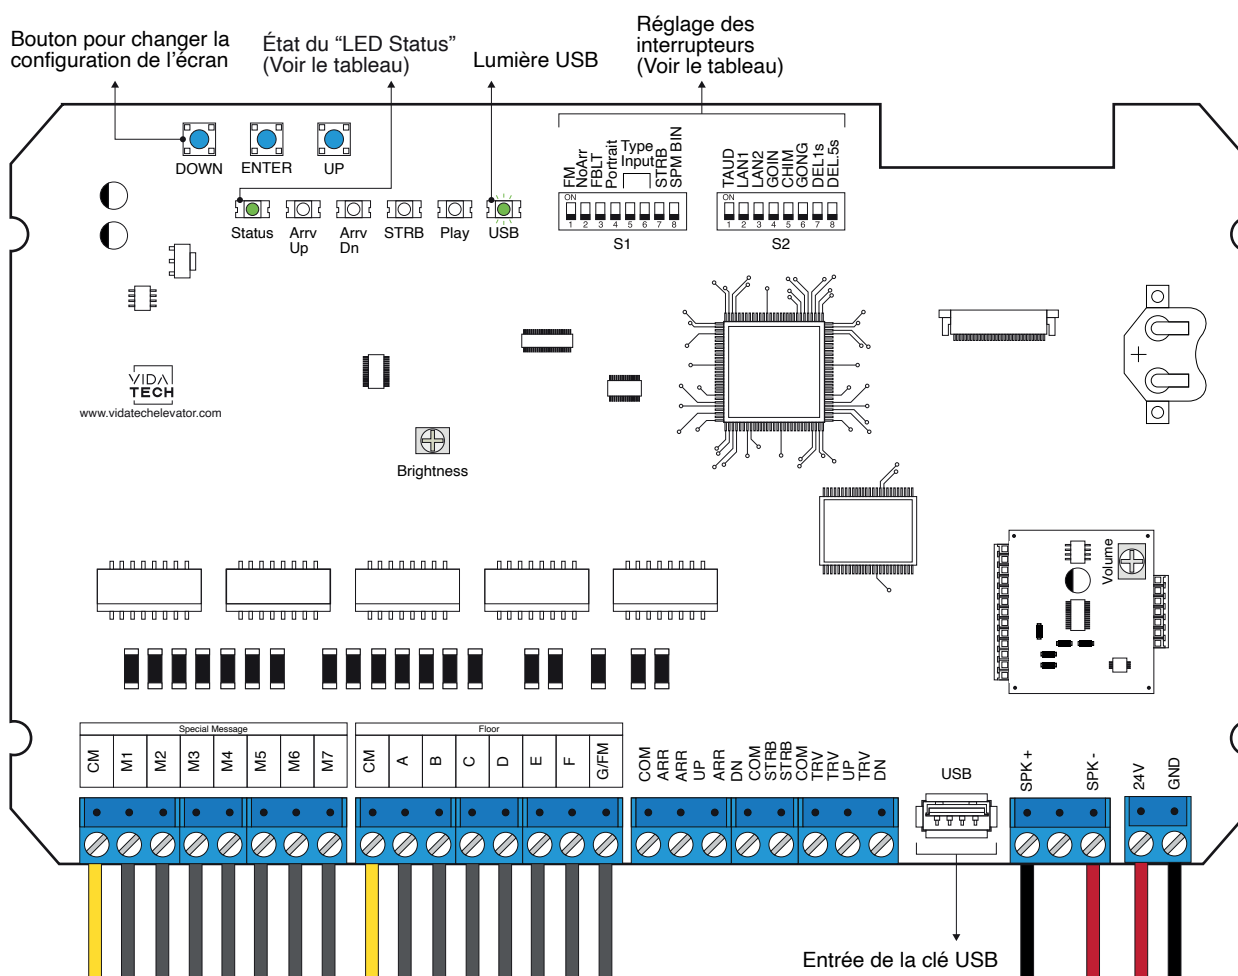 Bouton pour changer la
configuration de l'écran
État du “LED Status”
(Voir le tableau)
Lumière USB
Réglage des
interrupteurs
(Voir le tableau)
DOWN
ENTER
UP
Status
Arrv
Up
Arrv
Dn
STRB
Play
USB
FM
NoArr
FBLT
Portrait
Type
Input
STRB
SPM BIN
ON
1 2 3 4 5 6 7 8
S1
TAUD
LAN1
LAN2
GOIN
CHIM
GONG
DEL1s
DEL.5s
ON
1 2 3 4 5 6 7 8
S2
VIDA
TECH
www.vidatechelevator.com
Brightness
Volume
Special Message
CM
M1
M2
M3
M4
M5
M6
M7
Floor
CM
A
B
C
D
E
F
G/FM
COM
ARR
ARR
UP
ARR
DN
COM
STRB
STRB
COM
TRV
TRV
UP
TRV
DN
USB
SPK +
SPK -
24V
GND
Entrée de la clé USB